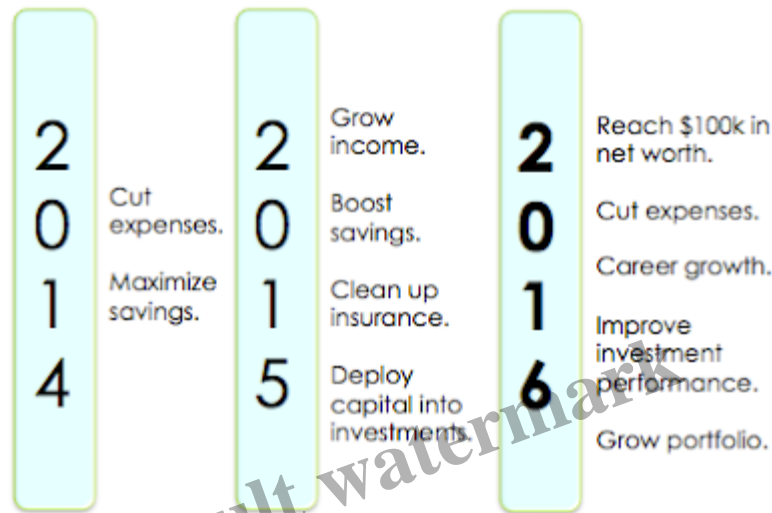 2
0
1
4
Cut
expenses.
Maximize
savings.
2
0
1
5
Grow
income.
Boost
savings.
Clean up
insurance.
Deploy
capital into
investments.
2
0
1
6
Reach $100k in
net worth.
Cut expenses.
Career growth.
Improve
investment
performance.
Grow portfolio.
watermark